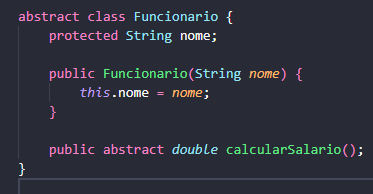 abstract class Funcionario {
    protected String nome;

    public Funcionario(String nome) {
        this.nome = nome;
    }

    public abstract double calcularSalario();
}